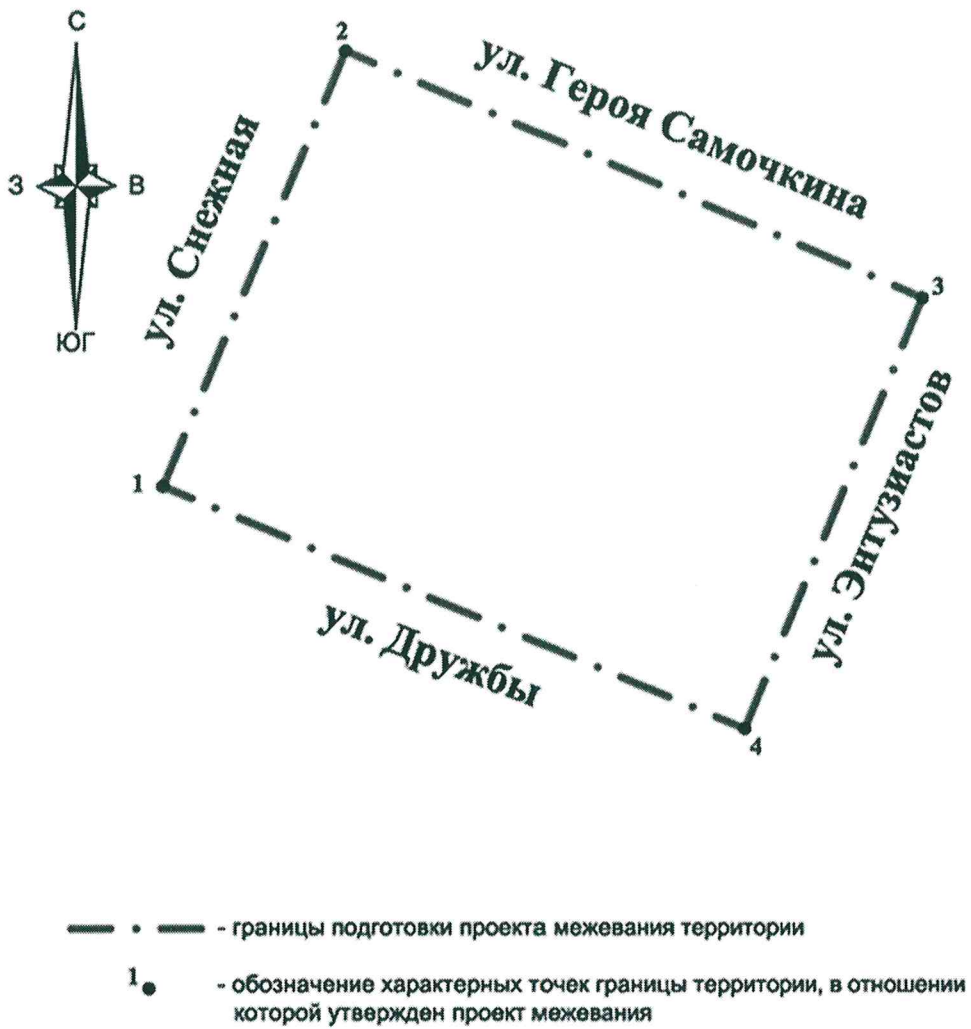 С
2
ул. Героя Самочкина
ул. Снежная
З
В
ЮГ
3
ул. Энтузиастов
1
ул. Дружбы
4
- границы подготовки проекта межевания территории
1 - обозначение характерных точек границы территории, в отношении
которой утвержден проект межевания